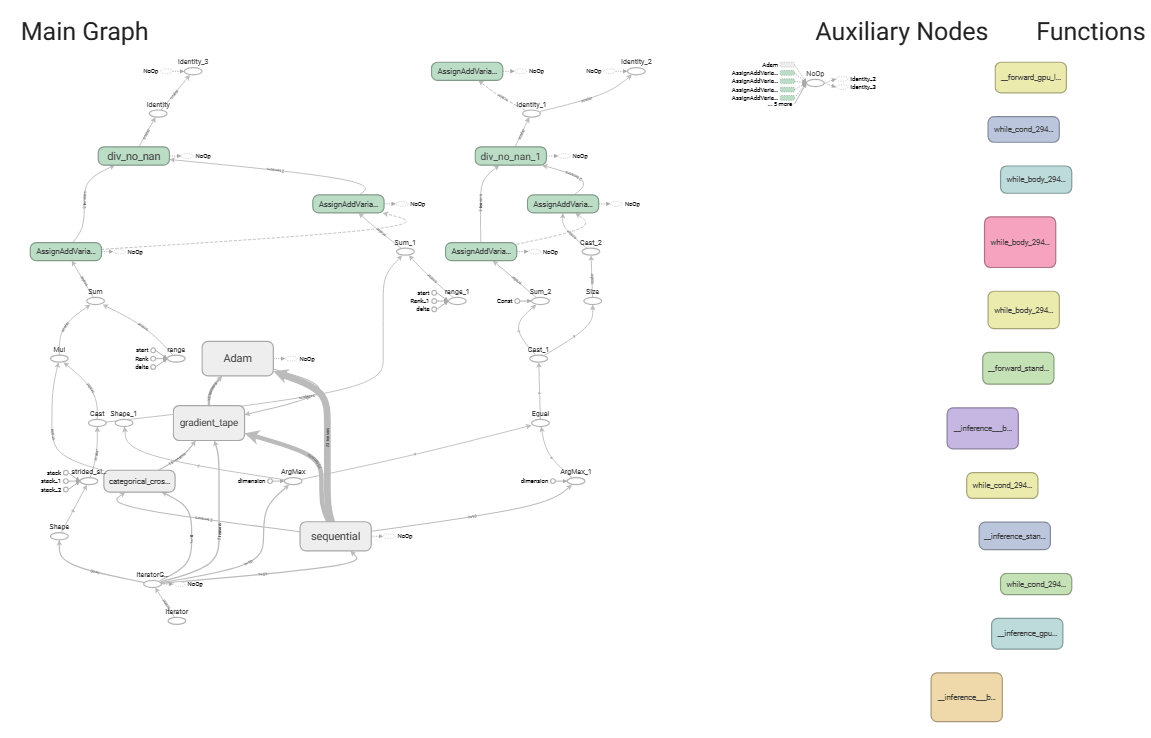 Main Graph
Auxiliary Nodes
Functions
Identity_3
NoOp
AssignAddVaria...
NoOp
NoOp
Identity_2
Identity
Identity_1
div_no_nan
NoOp
div_no_nan_1
NoOp
AssignAddVaria...
NoOp
AssignAddVaria...
NoOp
AssignAddVaria...
NoOp
Sum_1
AssignAddVaria...
NoOp
Cast_2
Sum
start
Rank_1
delta
range_1
Const
Sum_2
Size
Mul
start
Rank
delta
range
Adam
NoOp
Cast_1
Cast
Shape_1
gradient_tape
Equal
stack
stack_1
stack_2
strided_sl...
categorical_cros...
dimension
ArgMax
dimension
ArgMax_1
Shape
sequential
NoOp
IteratorG...
NoOp
Iterator
Adam
AssignAddVaria...
AssignAddVaria...
AssignAddVaria...
AssignAddVaria...
... 5 more
NoOp
Identity_2
Identity_3
__forward_gpu_l...
while_cond_294...
while_body_294...
while_body_294...
while_body_294...
__forward_stand...
__inference___b...
while_cond_294...
__inference_stan...
while_cond_294...
__inference_gpu...
__inference___b...